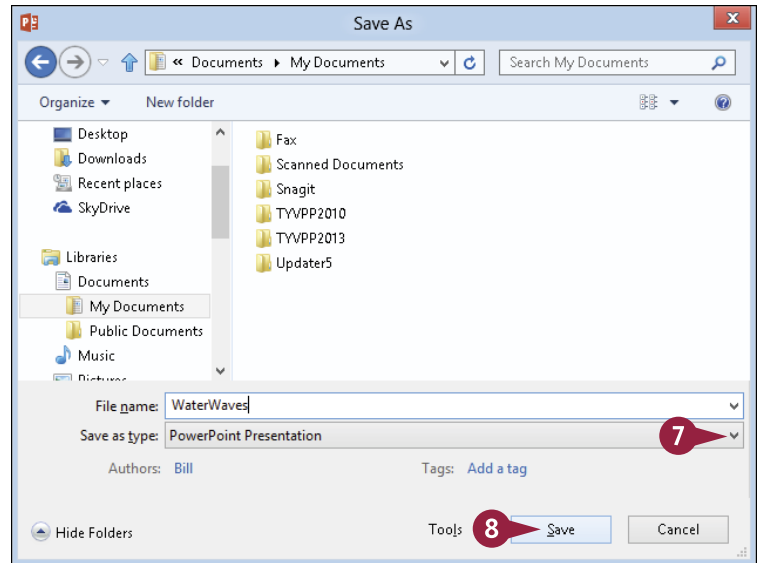 Save As
« Documents ▸ My Documents
Search My Documents
Organize ▾ New folder
Desktop
Downloads
Recent places
SkyDrive
Libraries
Documents
My Documents
Public Documents
Music
Pictures
Fax
Scanned Documents
Snagit
TYVPP2010
TYVPP2013
Updater5
File name: WaterWaves
Save as type: PowerPoint Presentation
7
Authors: Bill Tags: Add a tag
Hide Folders Tools 8 Save Cancel